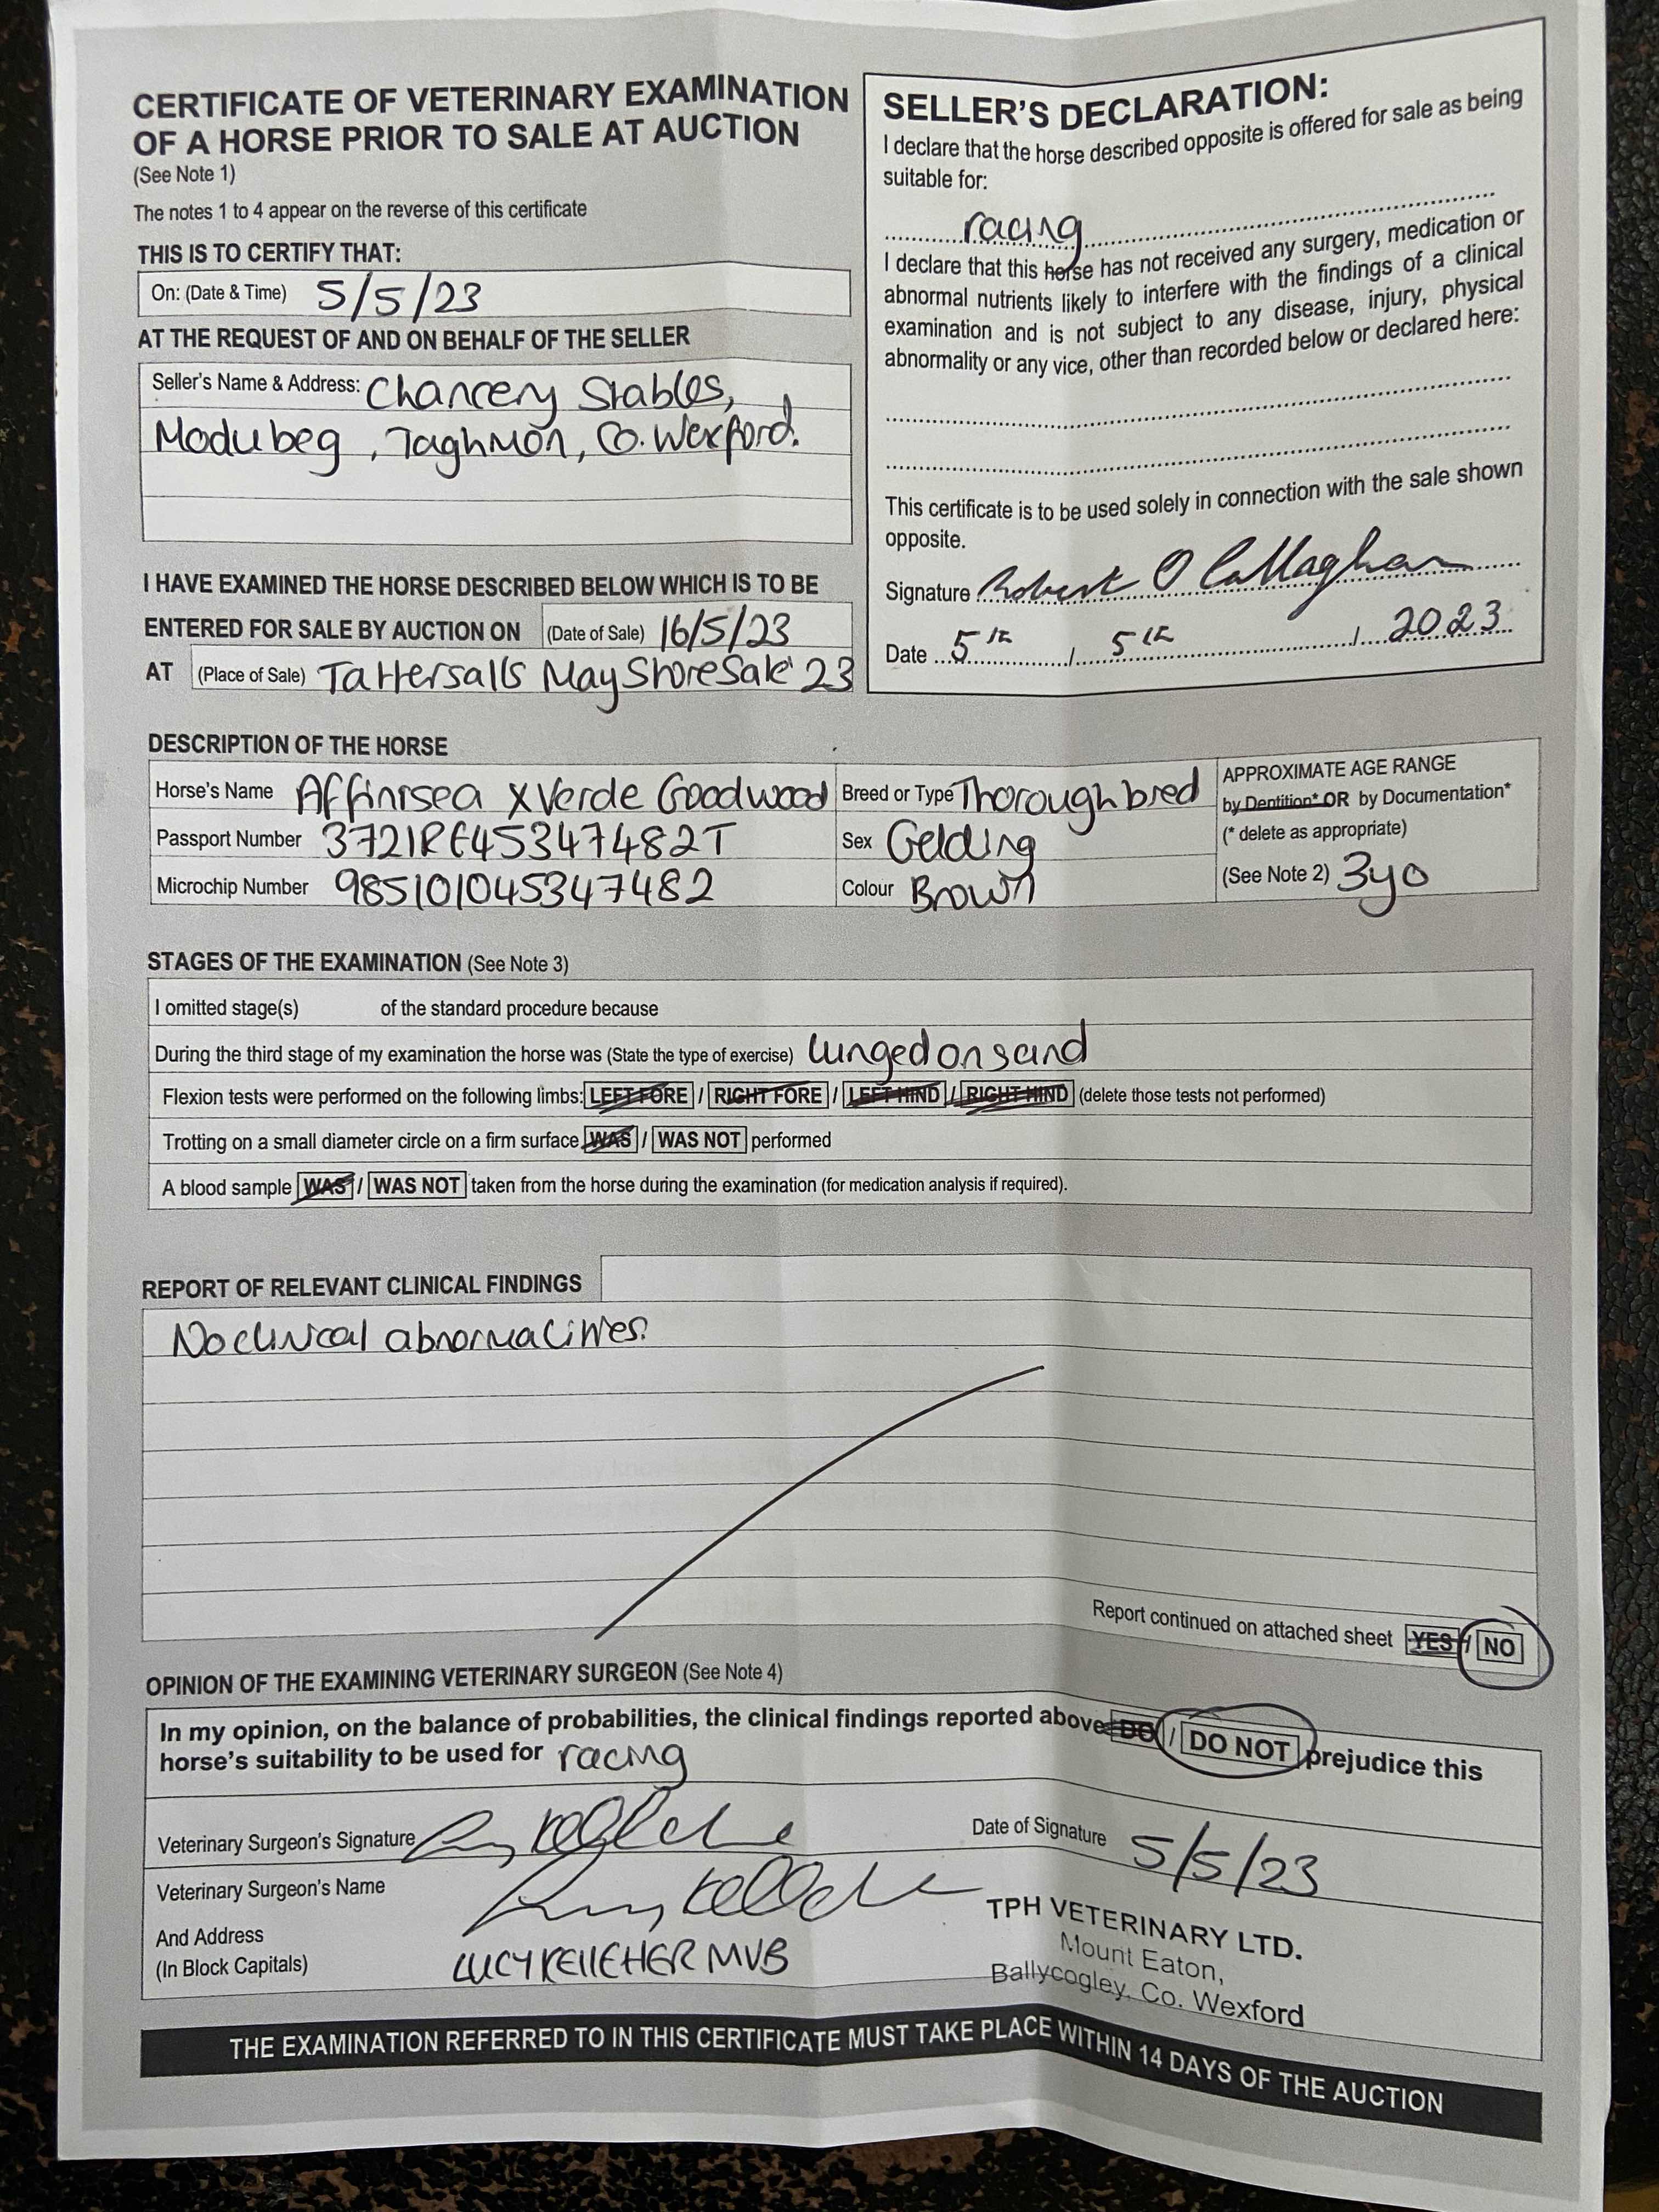 CERTIFICATE OF VETERINARY EXAMINATION
OF A HORSE PRIOR TO SALE AT AUCTION
(See Note 1)
The notes 1 to 4 appear on the reverse of this certificate
THIS IS TO CERTIFY THAT:
On: (Date & Time) 5/5/23
AT THE REQUEST OF AND ON BEHALF OF THE SELLER
Seller's Name & Address: Chancery Stables,
Modubeg, Taghmon, Co. Wexford.
I HAVE EXAMINED THE HORSE DESCRIBED BELOW WHICH IS TO BE
ENTERED FOR SALE BY AUCTION ON (Date of Sale) 16/5/23
AT (Place of Sale) Tattersalls May Store Sale '23
SELLER'S DECLARATION:
I declare that the horse described opposite is offered for sale as being
suitable for:
racing
I declare that this horse has not received any surgery, medication or
abnormal nutrients likely to interfere with the findings of a clinical
examination and is not subject to any disease, injury, physical
abnormality or any vice, other than recorded below or declared here:
This certificate is to be used solely in connection with the sale shown
opposite.
Signature Robert O Callaghan
Date 5th / 5th / 2023
DESCRIPTION OF THE HORSE
Horse's Name Affinisea x Verde Goodwood Breed or Type Thoroughbred
Passport Number 372IRE45347482T Sex Gelding
Microchip Number 985101045347482 Colour Brown
APPROXIMATE AGE RANGE
by Dentition* OR by Documentation*
(* delete as appropriate)
(See Note 2) 3yo
STAGES OF THE EXAMINATION (See Note 3)
I omitted stage(s) of the standard procedure because
During the third stage of my examination the horse was (State the type of exercise) lunged on sand
Flexion tests were performed on the following limbs: LEFT FORE / RIGHT FORE / LEFT HIND / RIGHT HIND (delete those tests not performed)
Trotting on a small diameter circle on a firm surface WAS / WAS NOT performed
A blood sample WAS / WAS NOT taken from the horse during the examination (for medication analysis if required).
REPORT OF RELEVANT CLINICAL FINDINGS
No clinical abnormalities.
Report continued on attached sheet YES / NO
OPINION OF THE EXAMINING VETERINARY SURGEON (See Note 4)
In my opinion, on the balance of probabilities, the clinical findings reported above DO / DO NOT prejudice this
horse's suitability to be used for racing
Veterinary Surgeon's Signature Lucy Kelleher
Date of Signature 5/5/23
Veterinary Surgeon's Name Lucy Kelleher
And Address
(In Block Capitals) LUCY KELLEHER MVB
TPH VETERINARY LTD.
Mount Eaton,
Ballycogley, Co. Wexford
THE EXAMINATION REFERRED TO IN THIS CERTIFICATE MUST TAKE PLACE WITHIN 14 DAYS OF THE AUCTION